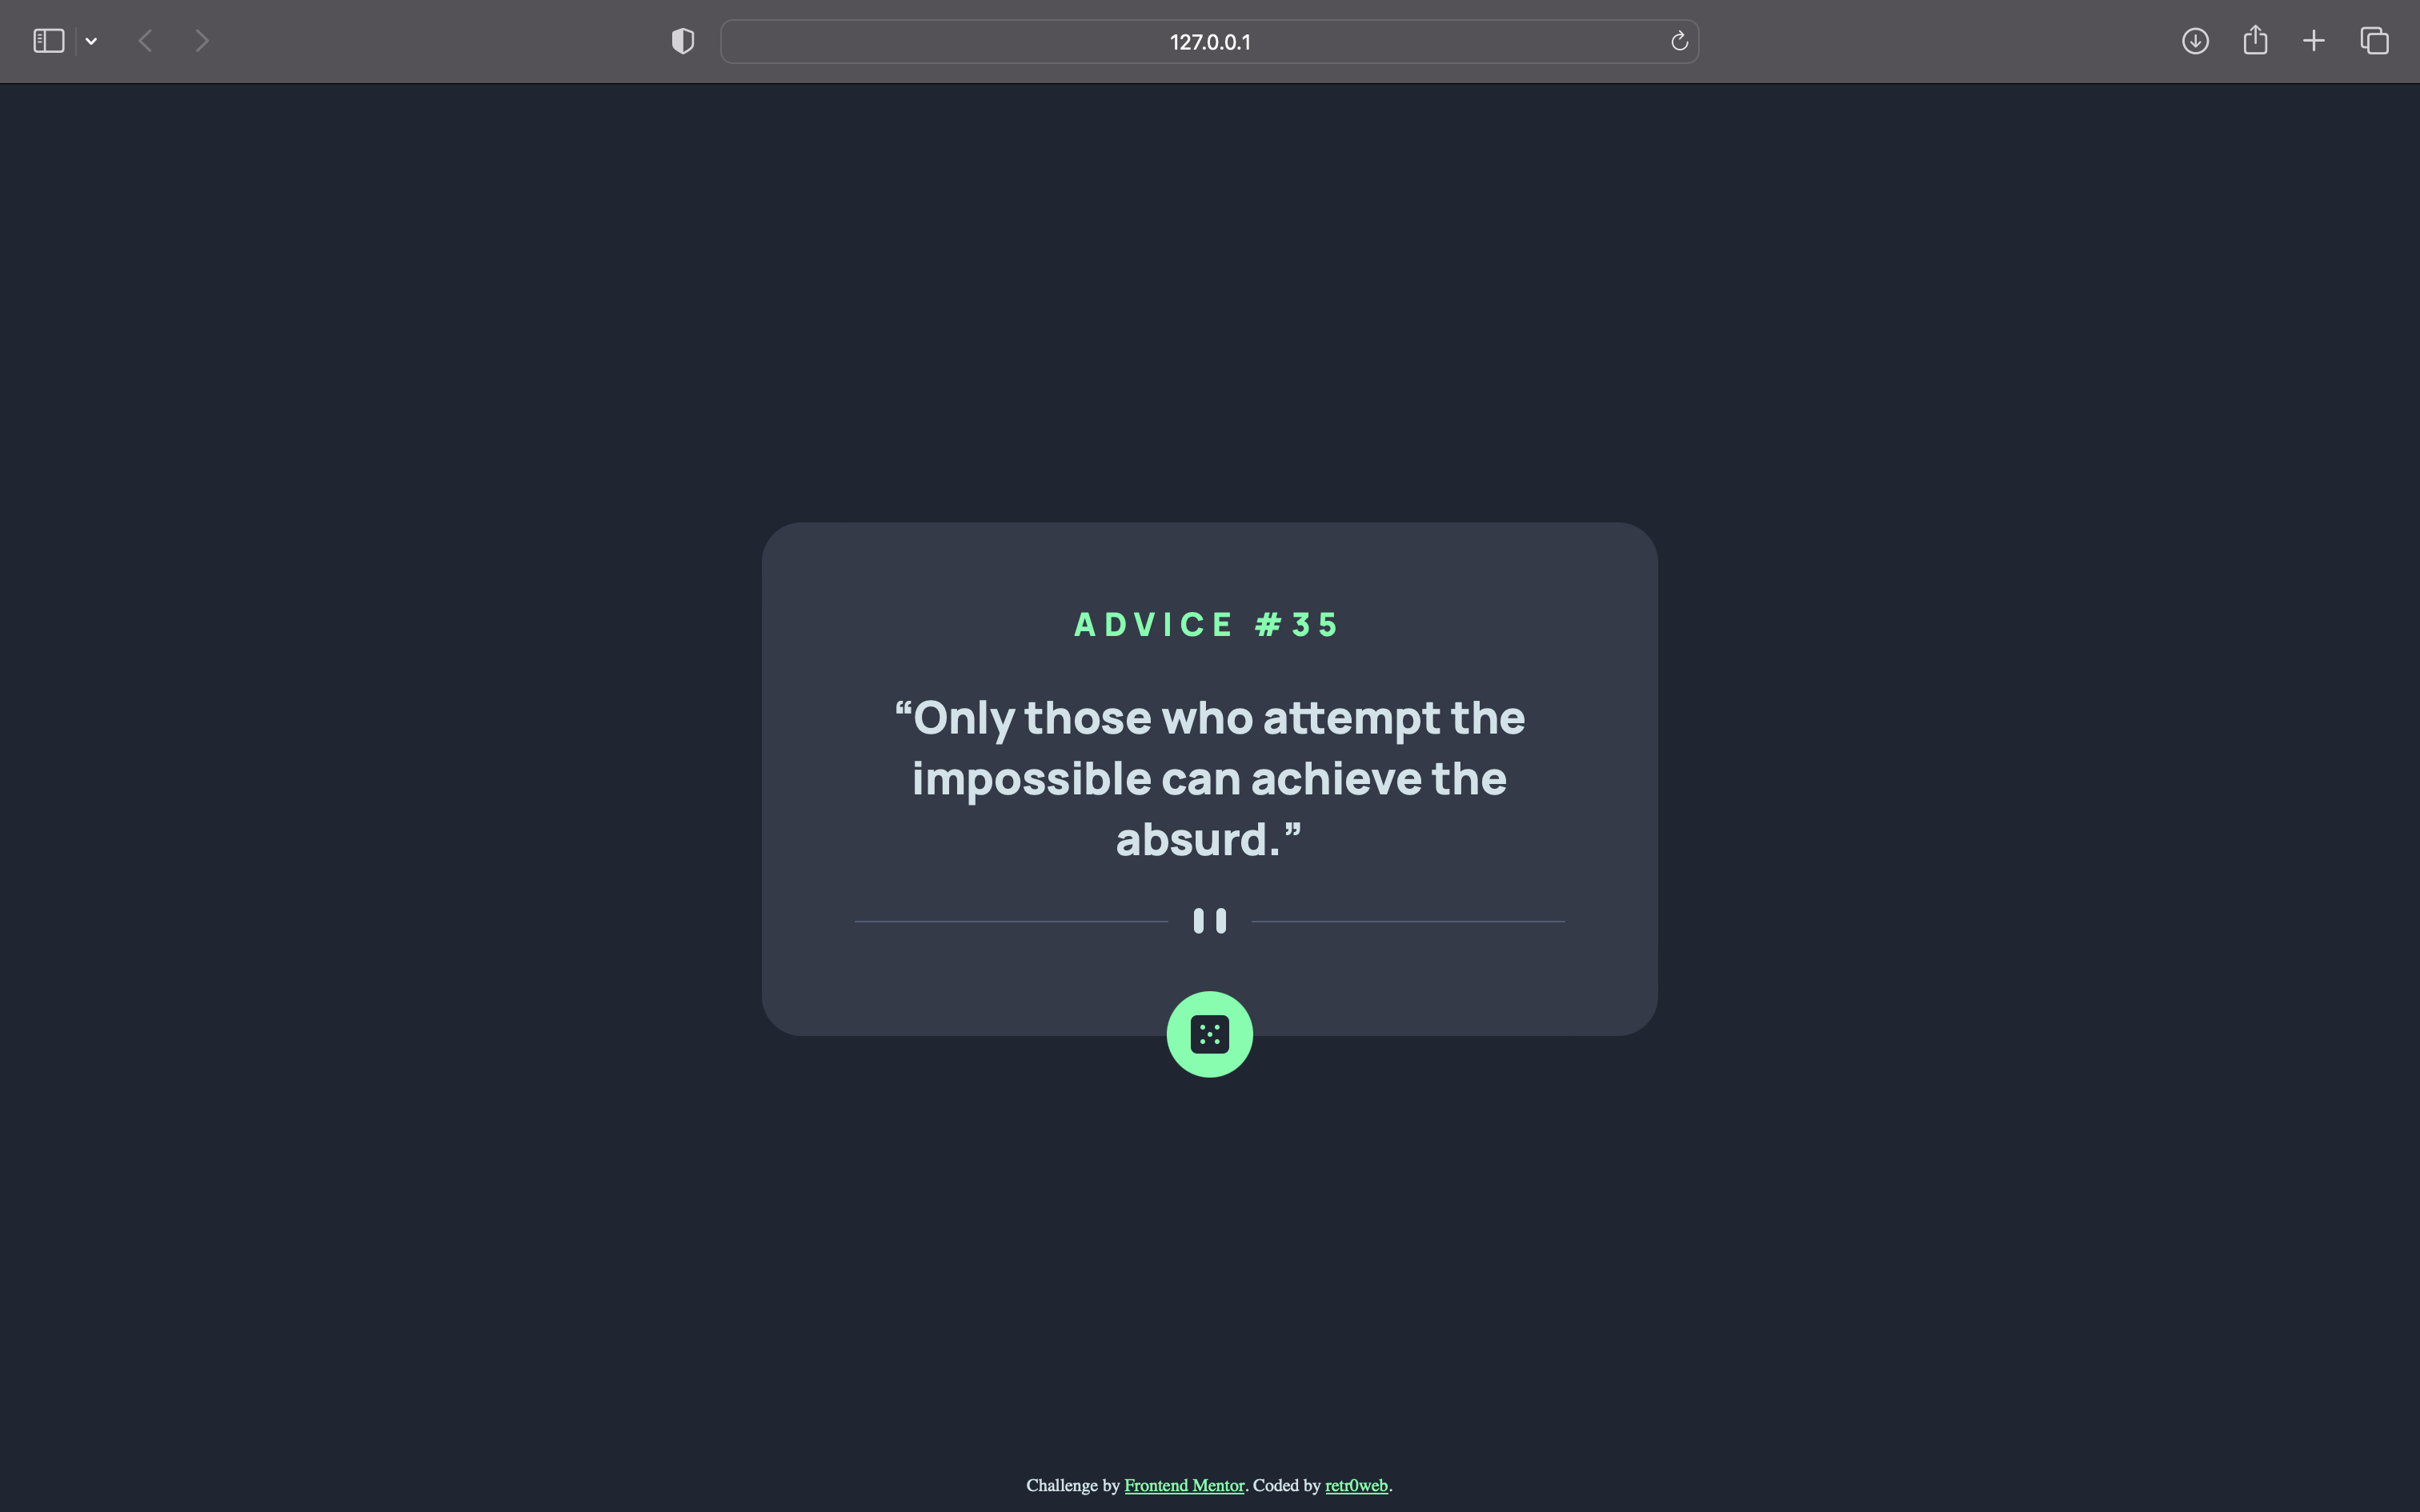 127.0.0.1
ADVICE #35
“Only those who attempt the
impossible can achieve the
absurd.”
Challenge by Frontend Mentor. Coded by retr0web.